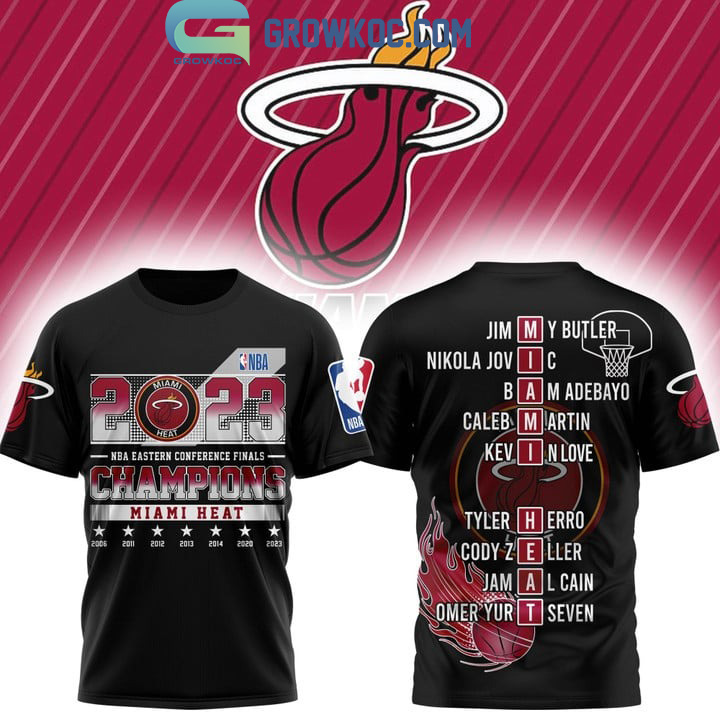 GROWKOC.COM
GROWKOC
NBA
2023
MIAMI
HEAT
NBA EASTERN CONFERENCE FINALS
CHAMPIONS
MIAMI HEAT
2006 2011 2012 2013 2014 2020 2023
NBA
JIMMY BUTLER
NIKOLA JOVIC
BAM ADEBAYO
CALEB MARTIN
KEVIN LOVE
TYLER HERRO
CODY ZELLER
JAMAL CAIN
OMER YURTSEVEN